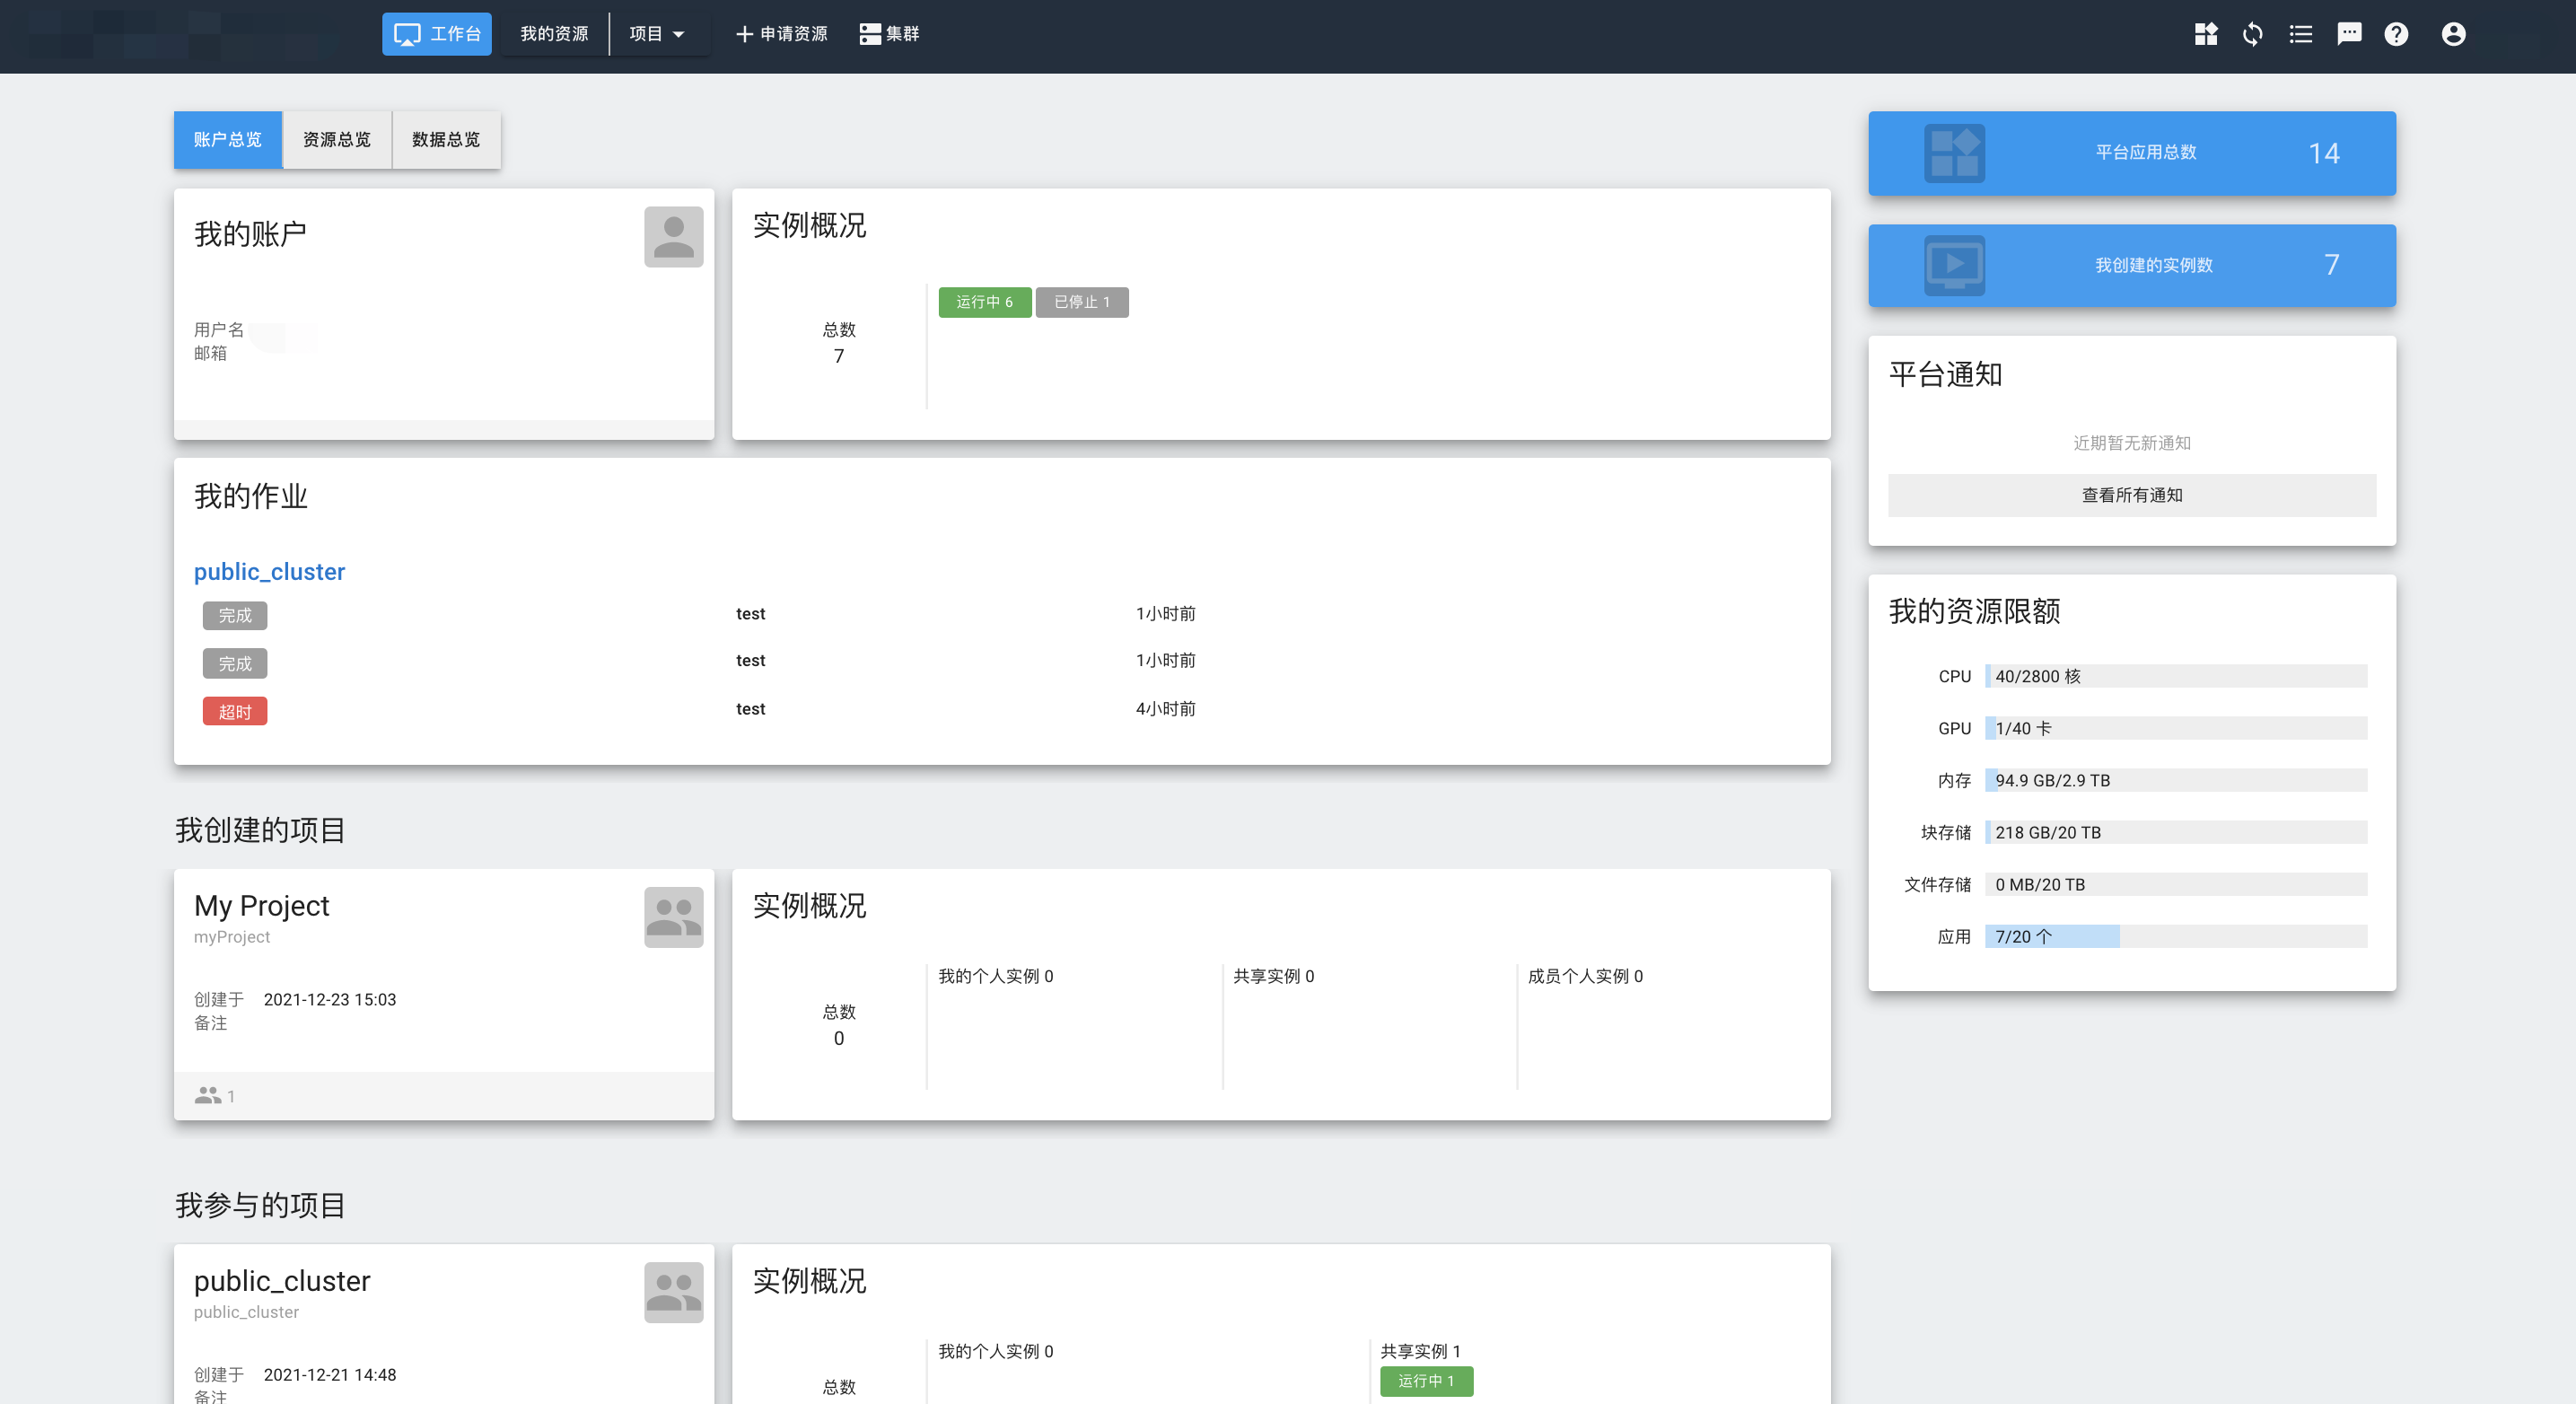 工作台
我的资源
项目
申请资源
集群
账户总览
资源总览
数据总览
我的账户
用户名
邮箱
实例概况
总数
7
运行中 6
已停止 1
我的作业
public_cluster
完成 test 1小时前
完成 test 1小时前
超时 test 4小时前
我创建的项目
My Project
myProject
创建于 2021-12-23 15:03
备注
1
实例概况
总数
0
我的个人实例 0
共享实例 0
成员个人实例 0
我参与的项目
public_cluster
public_cluster
创建于 2021-12-21 14:48
备注
实例概况
总数
我的个人实例 0
共享实例 1
运行中 1
平台应用总数 14
我创建的实例数 7
平台通知
近期暂无新通知
查看所有通知
我的资源限额
CPU 40/2800 核
GPU 1/40 卡
内存 94.9 GB/2.9 TB
块存储 218 GB/20 TB
文件存储 0 MB/20 TB
应用 7/20 个